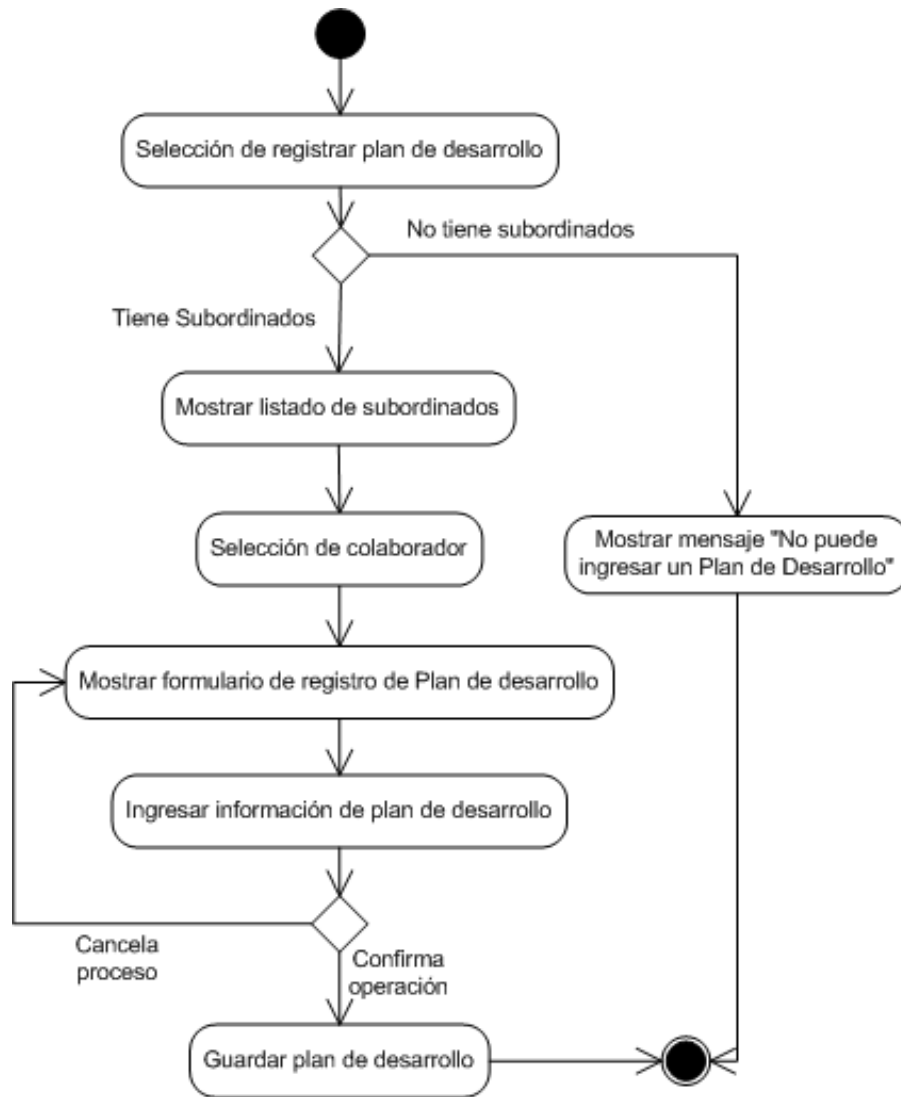 Selección de registrar plan de desarrollo
No tiene subordinados
Tiene Subordinados
Mostrar listado de subordinados
Selección de colaborador
Mostrar mensaje "No puede
ingresar un Plan de Desarrollo"
Mostrar formulario de registro de Plan de desarrollo
Ingresar información de plan de desarrollo
Cancela
proceso
Confirma
operación
Guardar plan de desarrollo